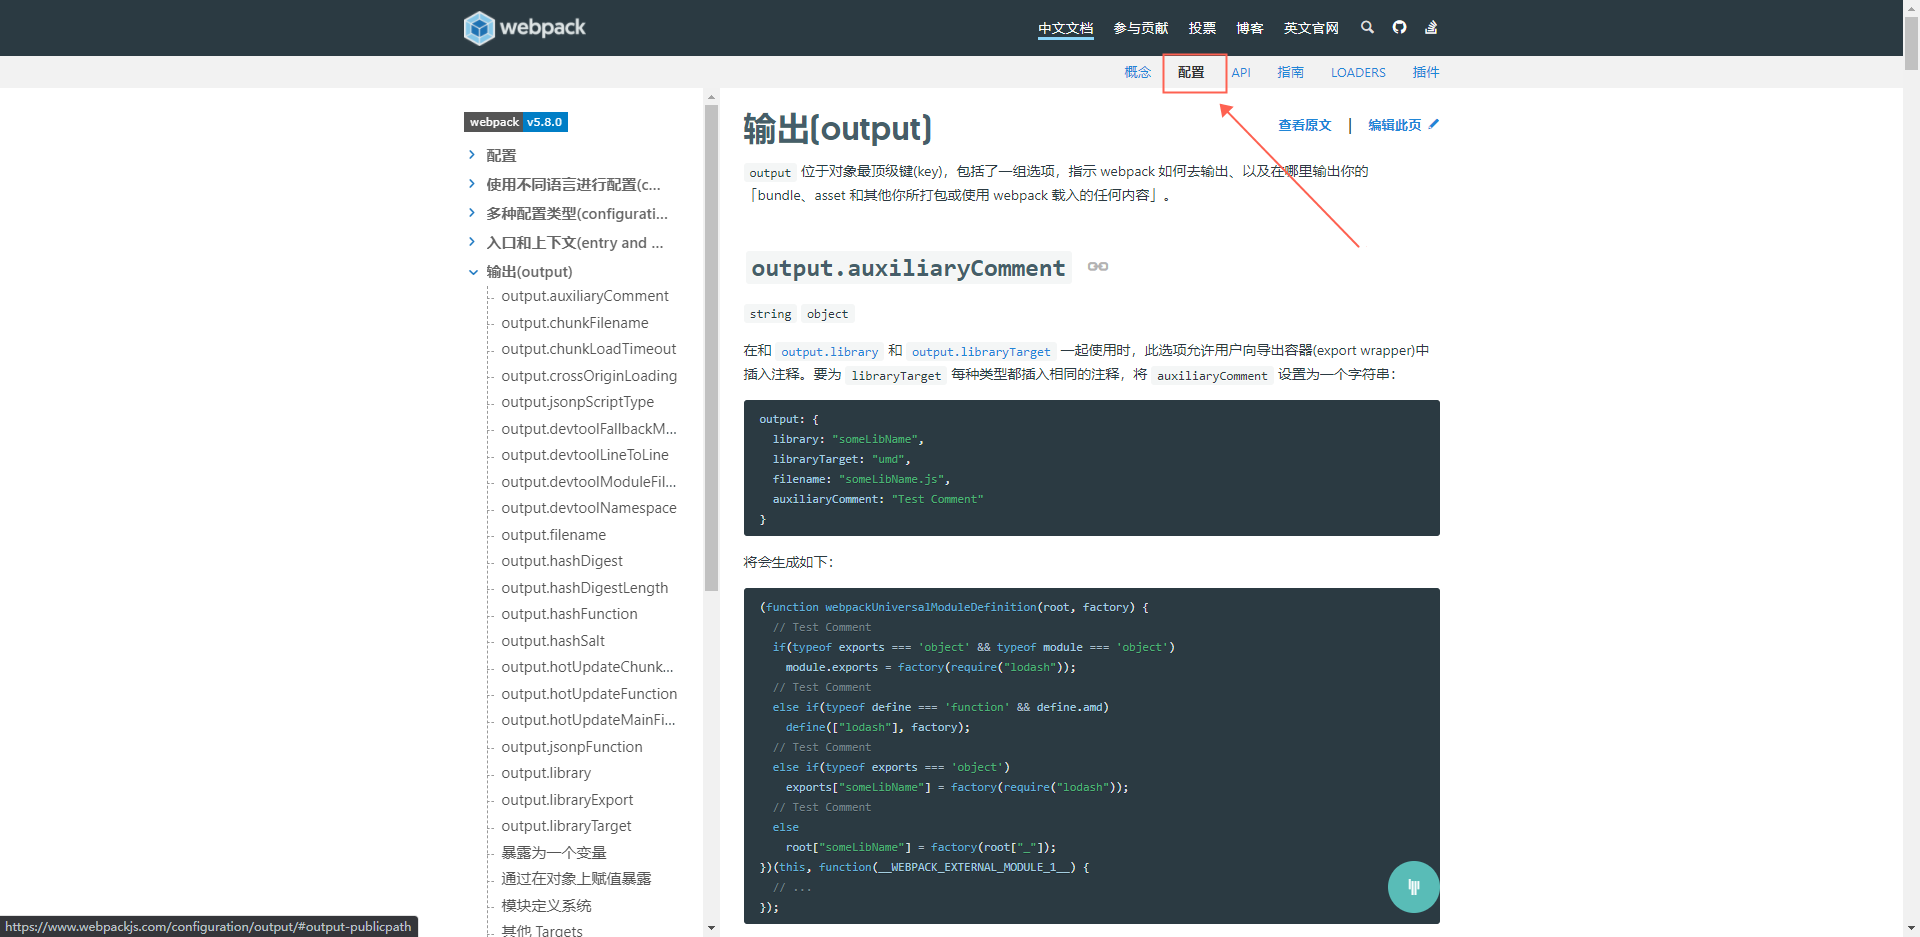 webpack
中文文档 参与贡献 投票 博客 英文官网
概念 配置 API 指南 LOADERS 插件
webpack v5.8.0
配置
使用不同语言进行配置(c...
多种配置类型(configurati...
入口和上下文(entry and ...
输出(output)
output.auxiliaryComment
output.chunkFilename
output.chunkLoadTimeout
output.crossOriginLoading
output.jsonpScriptType
output.devtoolFallbackM...
output.devtoolLineToLine
output.devtoolModuleFil...
output.devtoolNamespace
output.filename
output.hashDigest
output.hashDigestLength
output.hashFunction
output.hashSalt
output.hotUpdateChunk...
output.hotUpdateFunction
output.hotUpdateMainFi...
output.jsonpFunction
output.library
output.libraryExport
output.libraryTarget
暴露为一个变量
通过在对象上赋值暴露
模块定义系统
其他 Targets
输出(output)
查看原文 | 编辑此页
output 位于对象最顶级键(key)，包括了一组选项，指示 webpack 如何去输出、以及在哪里输出你的
「bundle、asset 和其他你所打包或使用 webpack 载入的任何内容」。
output.auxiliaryComment
string object
在和 output.library 和 output.libraryTarget 一起使用时，此选项允许用户向导出容器(export wrapper)中
插入注释。要为 libraryTarget 每种类型都插入相同的注释，将 auxiliaryComment 设置为一个字符串：
output: {
  library: "someLibName",
  libraryTarget: "umd",
  filename: "someLibName.js",
  auxiliaryComment: "Test Comment"
}
将会生成如下：
(function webpackUniversalModuleDefinition(root, factory) {
  // Test Comment
  if(typeof exports === 'object' && typeof module === 'object')
    module.exports = factory(require("lodash"));
  // Test Comment
  else if(typeof define === 'function' && define.amd)
    define(["lodash"], factory);
  // Test Comment
  else if(typeof exports === 'object')
    exports["someLibName"] = factory(require("lodash"));
  // Test Comment
  else
    root["someLibName"] = factory(root["_"]);
})(this, function(__WEBPACK_EXTERNAL_MODULE_1__) {
  // ...
});
https://www.webpackjs.com/configuration/output/#output-publicpath